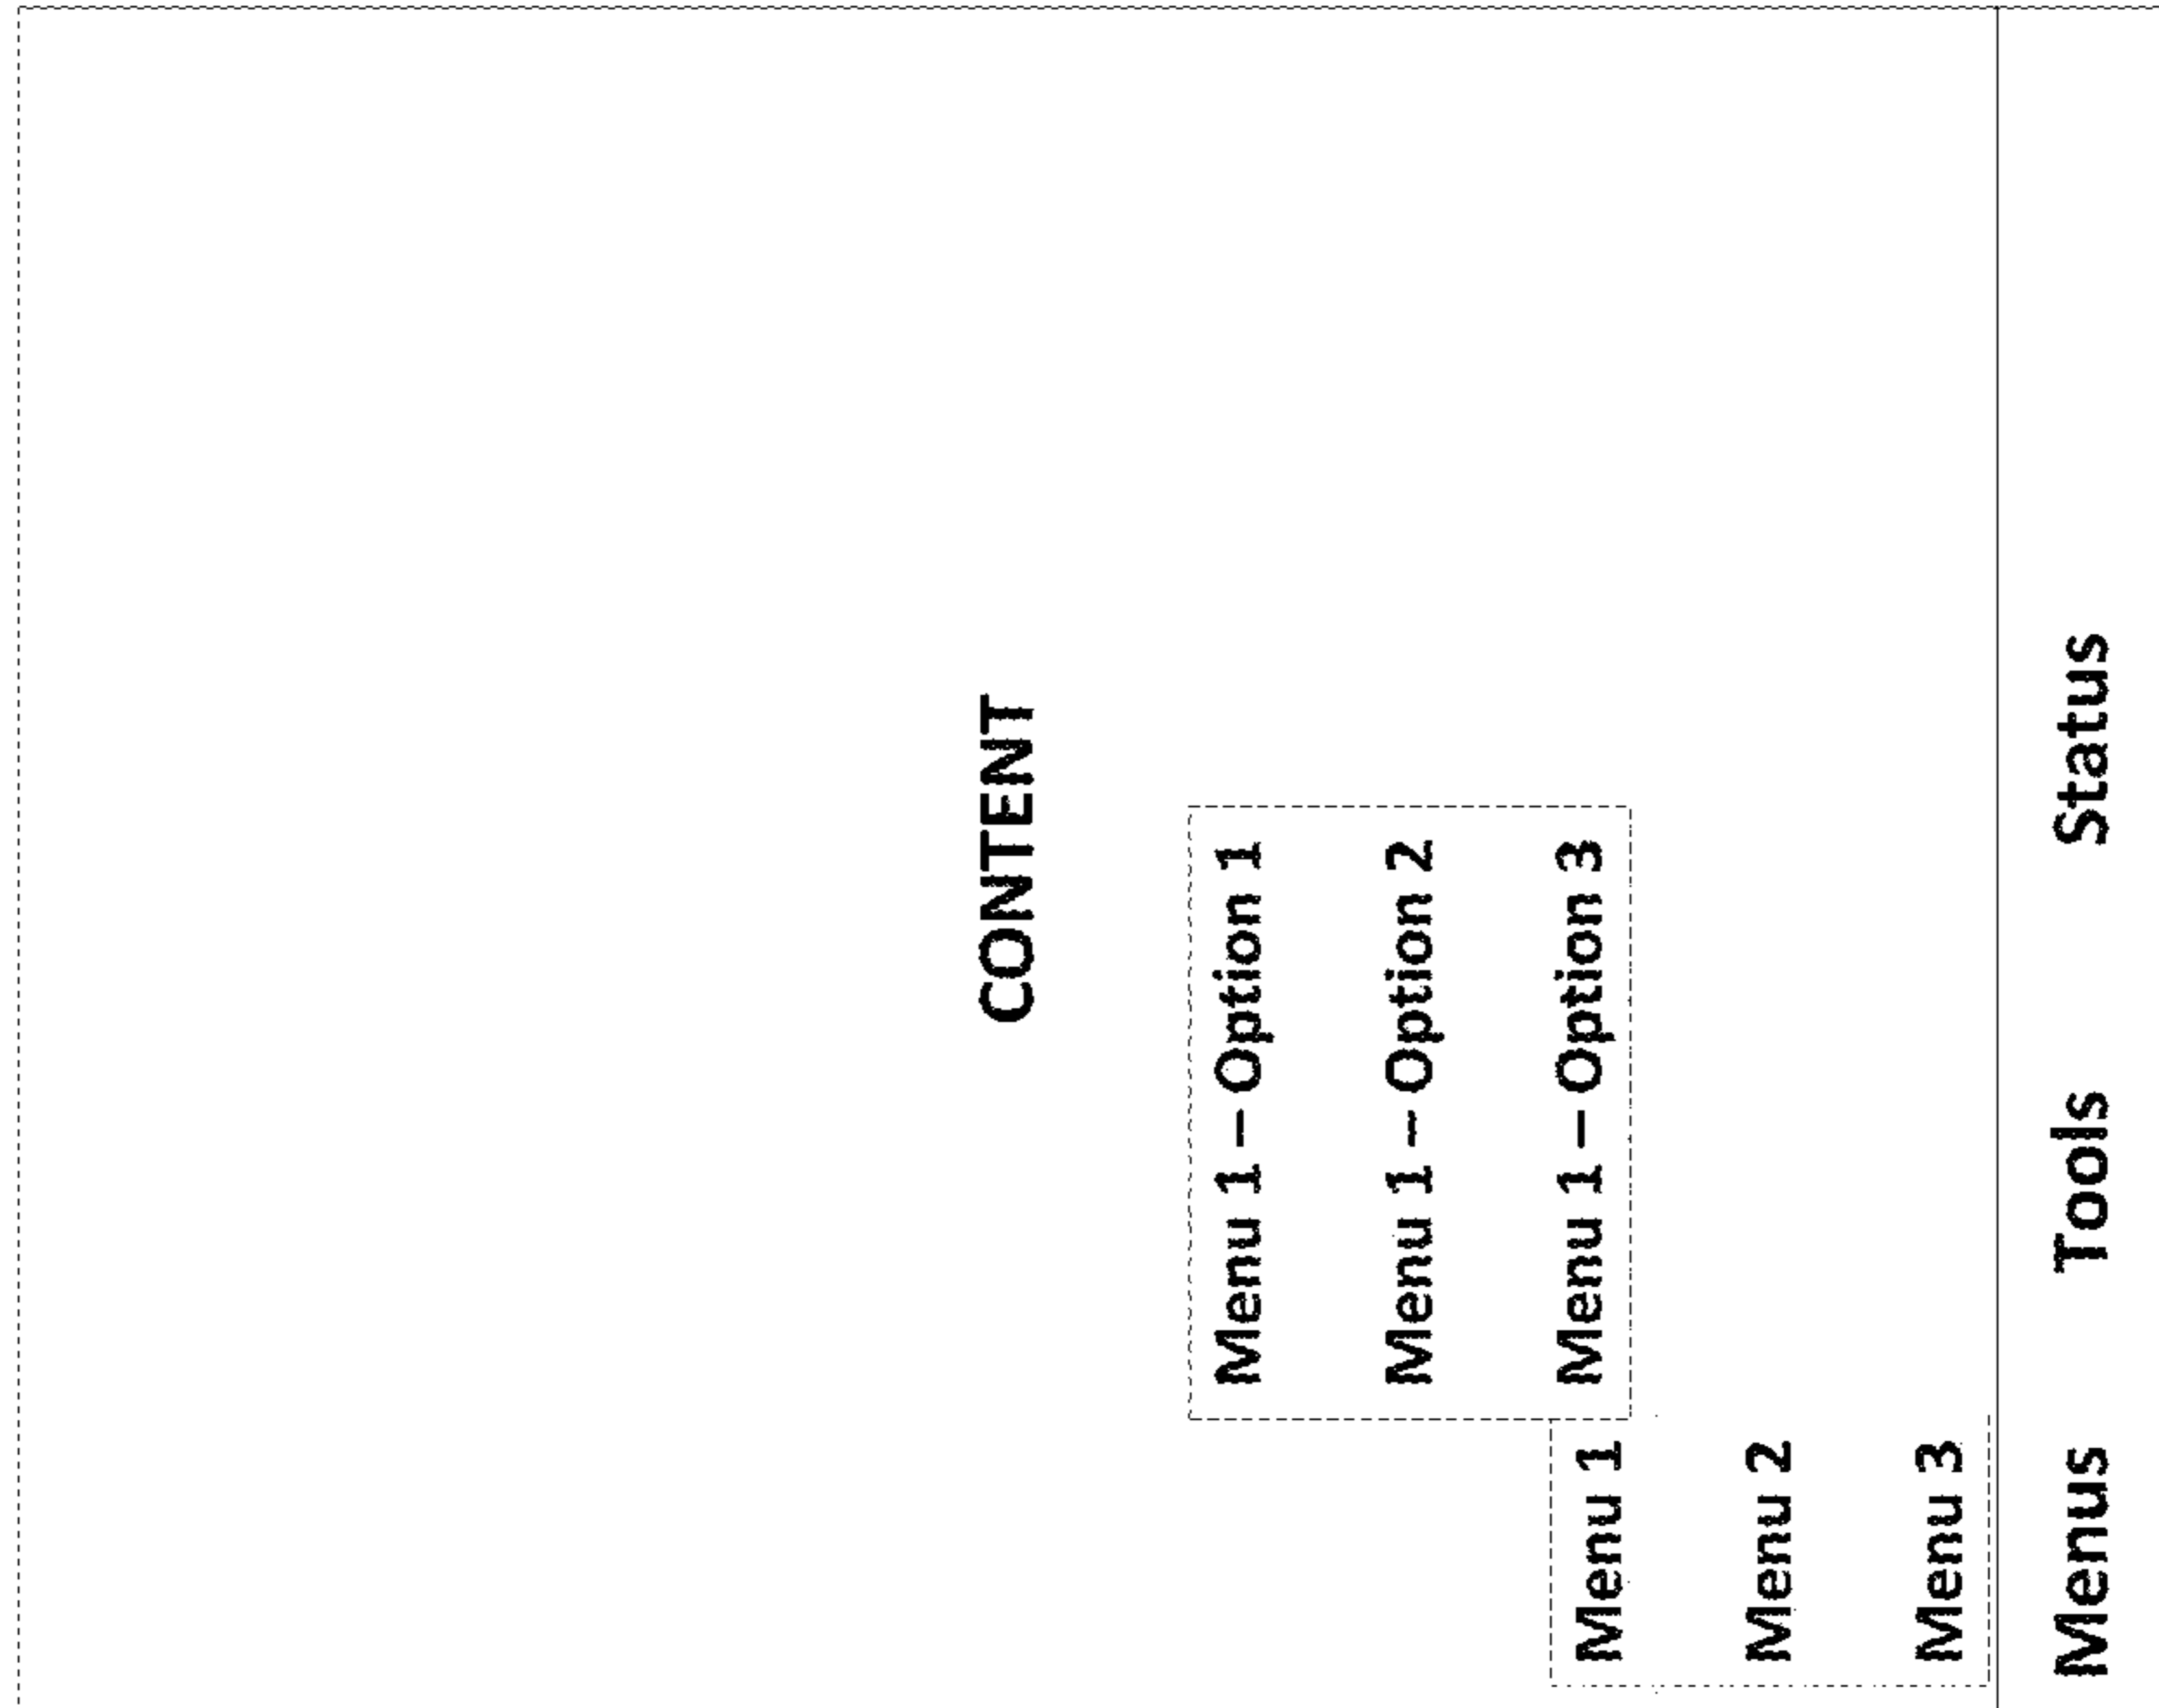 CONTENT
Menu 1 – Option 1
Menu 1 – Option 2
Menu 1 – Option 3
Menu 1
Menu 2
Menu 3
Menus Tools Status